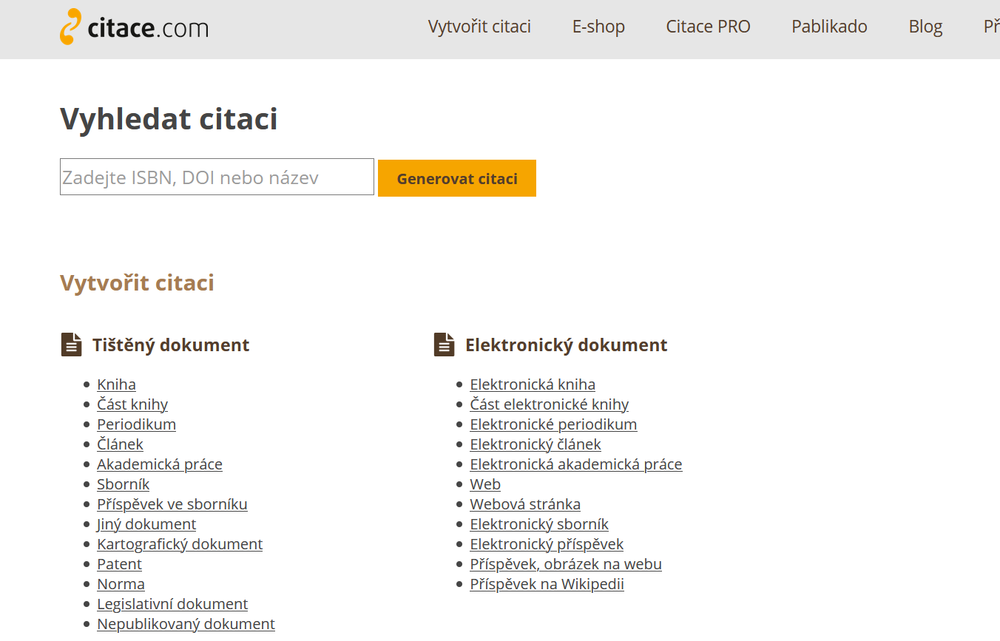 citace.com
Vytvořit citaci E-shop Citace PRO Pablikado Blog
Vyhledat citaci
Zadejte ISBN, DOI nebo název
Generovat citaci
Vytvořit citaci
Tištěný dokument
Kniha
Část knihy
Periodikum
Článek
Akademická práce
Sborník
Příspěvek ve sborníku
Jiný dokument
Kartografický dokument
Patent
Norma
Legislativní dokument
Nepublikovaný dokument
Elektronický dokument
Elektronická kniha
Část elektronické knihy
Elektronické periodikum
Elektronický článek
Elektronická akademická práce
Web
Webová stránka
Elektronický sborník
Elektronický příspěvek
Příspěvek, obrázek na webu
Příspěvek na Wikipedii